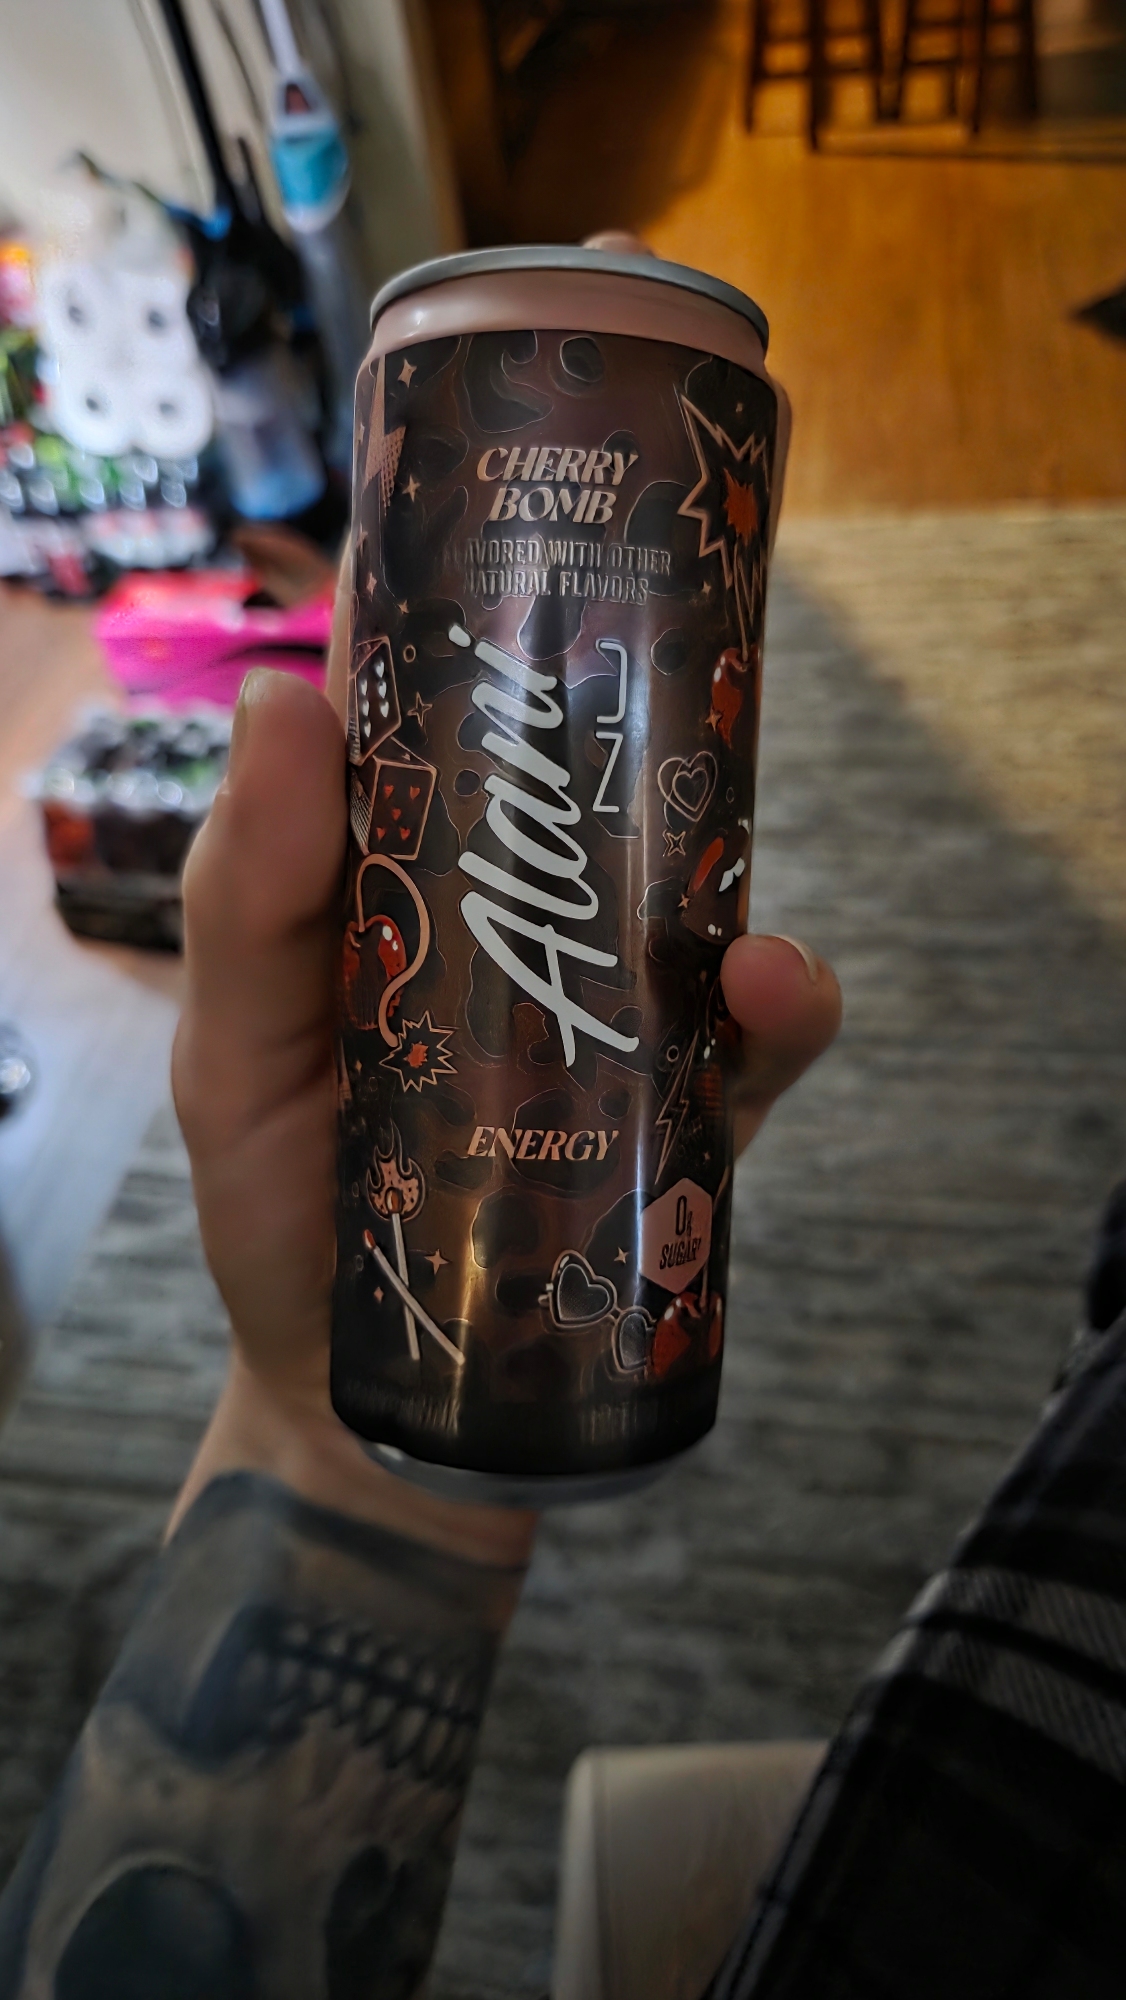 CHERRY
BOMB
FLAVORED WITH OTHER
NATURAL FLAVORS
Alani
NU
ENERGY
0g
SUGAR